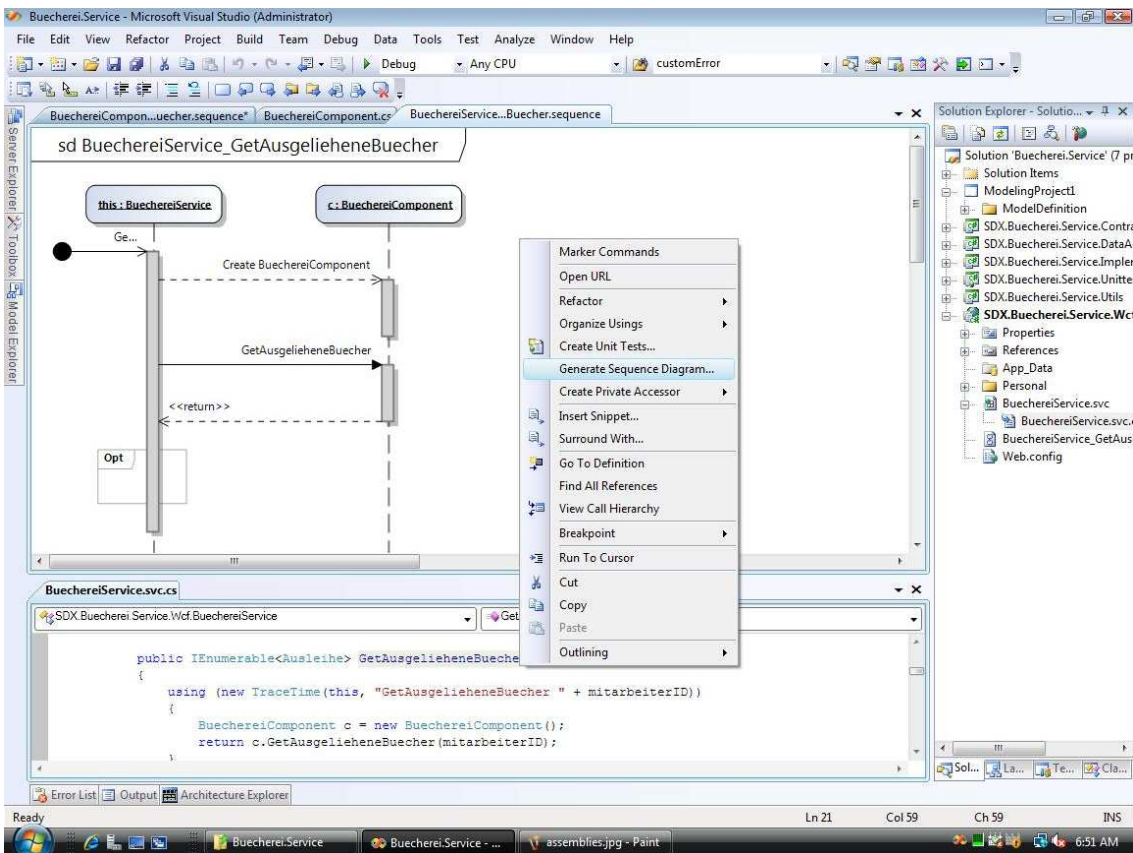 Buecherei.Service - Microsoft Visual Studio (Administrator)
File Edit View Refactor Project Build Team Debug Data Tools Test Analyze Window Help
Debug Any CPU customError
BuechereiCompon...uecher.sequence* BuechereiComponent.cs BuechereiService...Buecher.sequence
Server Explorer
Toolbox
Model Explorer
sd BuechereiService_GetAusgelieheneBuecher
this : BuechereiService
c : BuechereiComponent
Ge...
Create BuechereiComponent
GetAusgelieheneBuecher
<<return>>
Opt
Marker Commands
Open URL
Refactor
Organize Usings
Create Unit Tests...
Generate Sequence Diagram...
Create Private Accessor
Insert Snippet...
Surround With...
Go To Definition
Find All References
View Call Hierarchy
Breakpoint
Run To Cursor
Cut
Copy
Paste
Outlining
Solution Explorer - Solutio...
Solution 'Buecherei.Service' (7 pr
Solution Items
ModelingProject1
ModelDefinition
SDX.Buecherei.Service.Contra
SDX.Buecherei.Service.DataA
SDX.Buecherei.Service.Impler
SDX.Buecherei.Service.Unitte
SDX.Buecherei.Service.Utils
SDX.Buecherei.Service.Wcf
Properties
References
App_Data
Personal
BuechereiService.svc
BuechereiService.svc.c
BuechereiService_GetAus
Web.config
BuechereiService.svc.cs
SDX.Buecherei.Service.Wcf.BuechereiService Get
public IEnumerable<Ausleihe> GetAusgelieheneBueche
{
using (new TraceTime(this, "GetAusgelieheneBuecher " + mitarbeiterID))
{
BuechereiComponent c = new BuechereiComponent();
return c.GetAusgelieheneBuecher(mitarbeiterID);
}
Sol... La... Te... Cla...
Error List Output Architecture Explorer
Ready Ln 21 Col 59 Ch 59 INS
Buecherei.Service Buecherei.Service - ... assemblies.jpg - Paint 6:51 AM